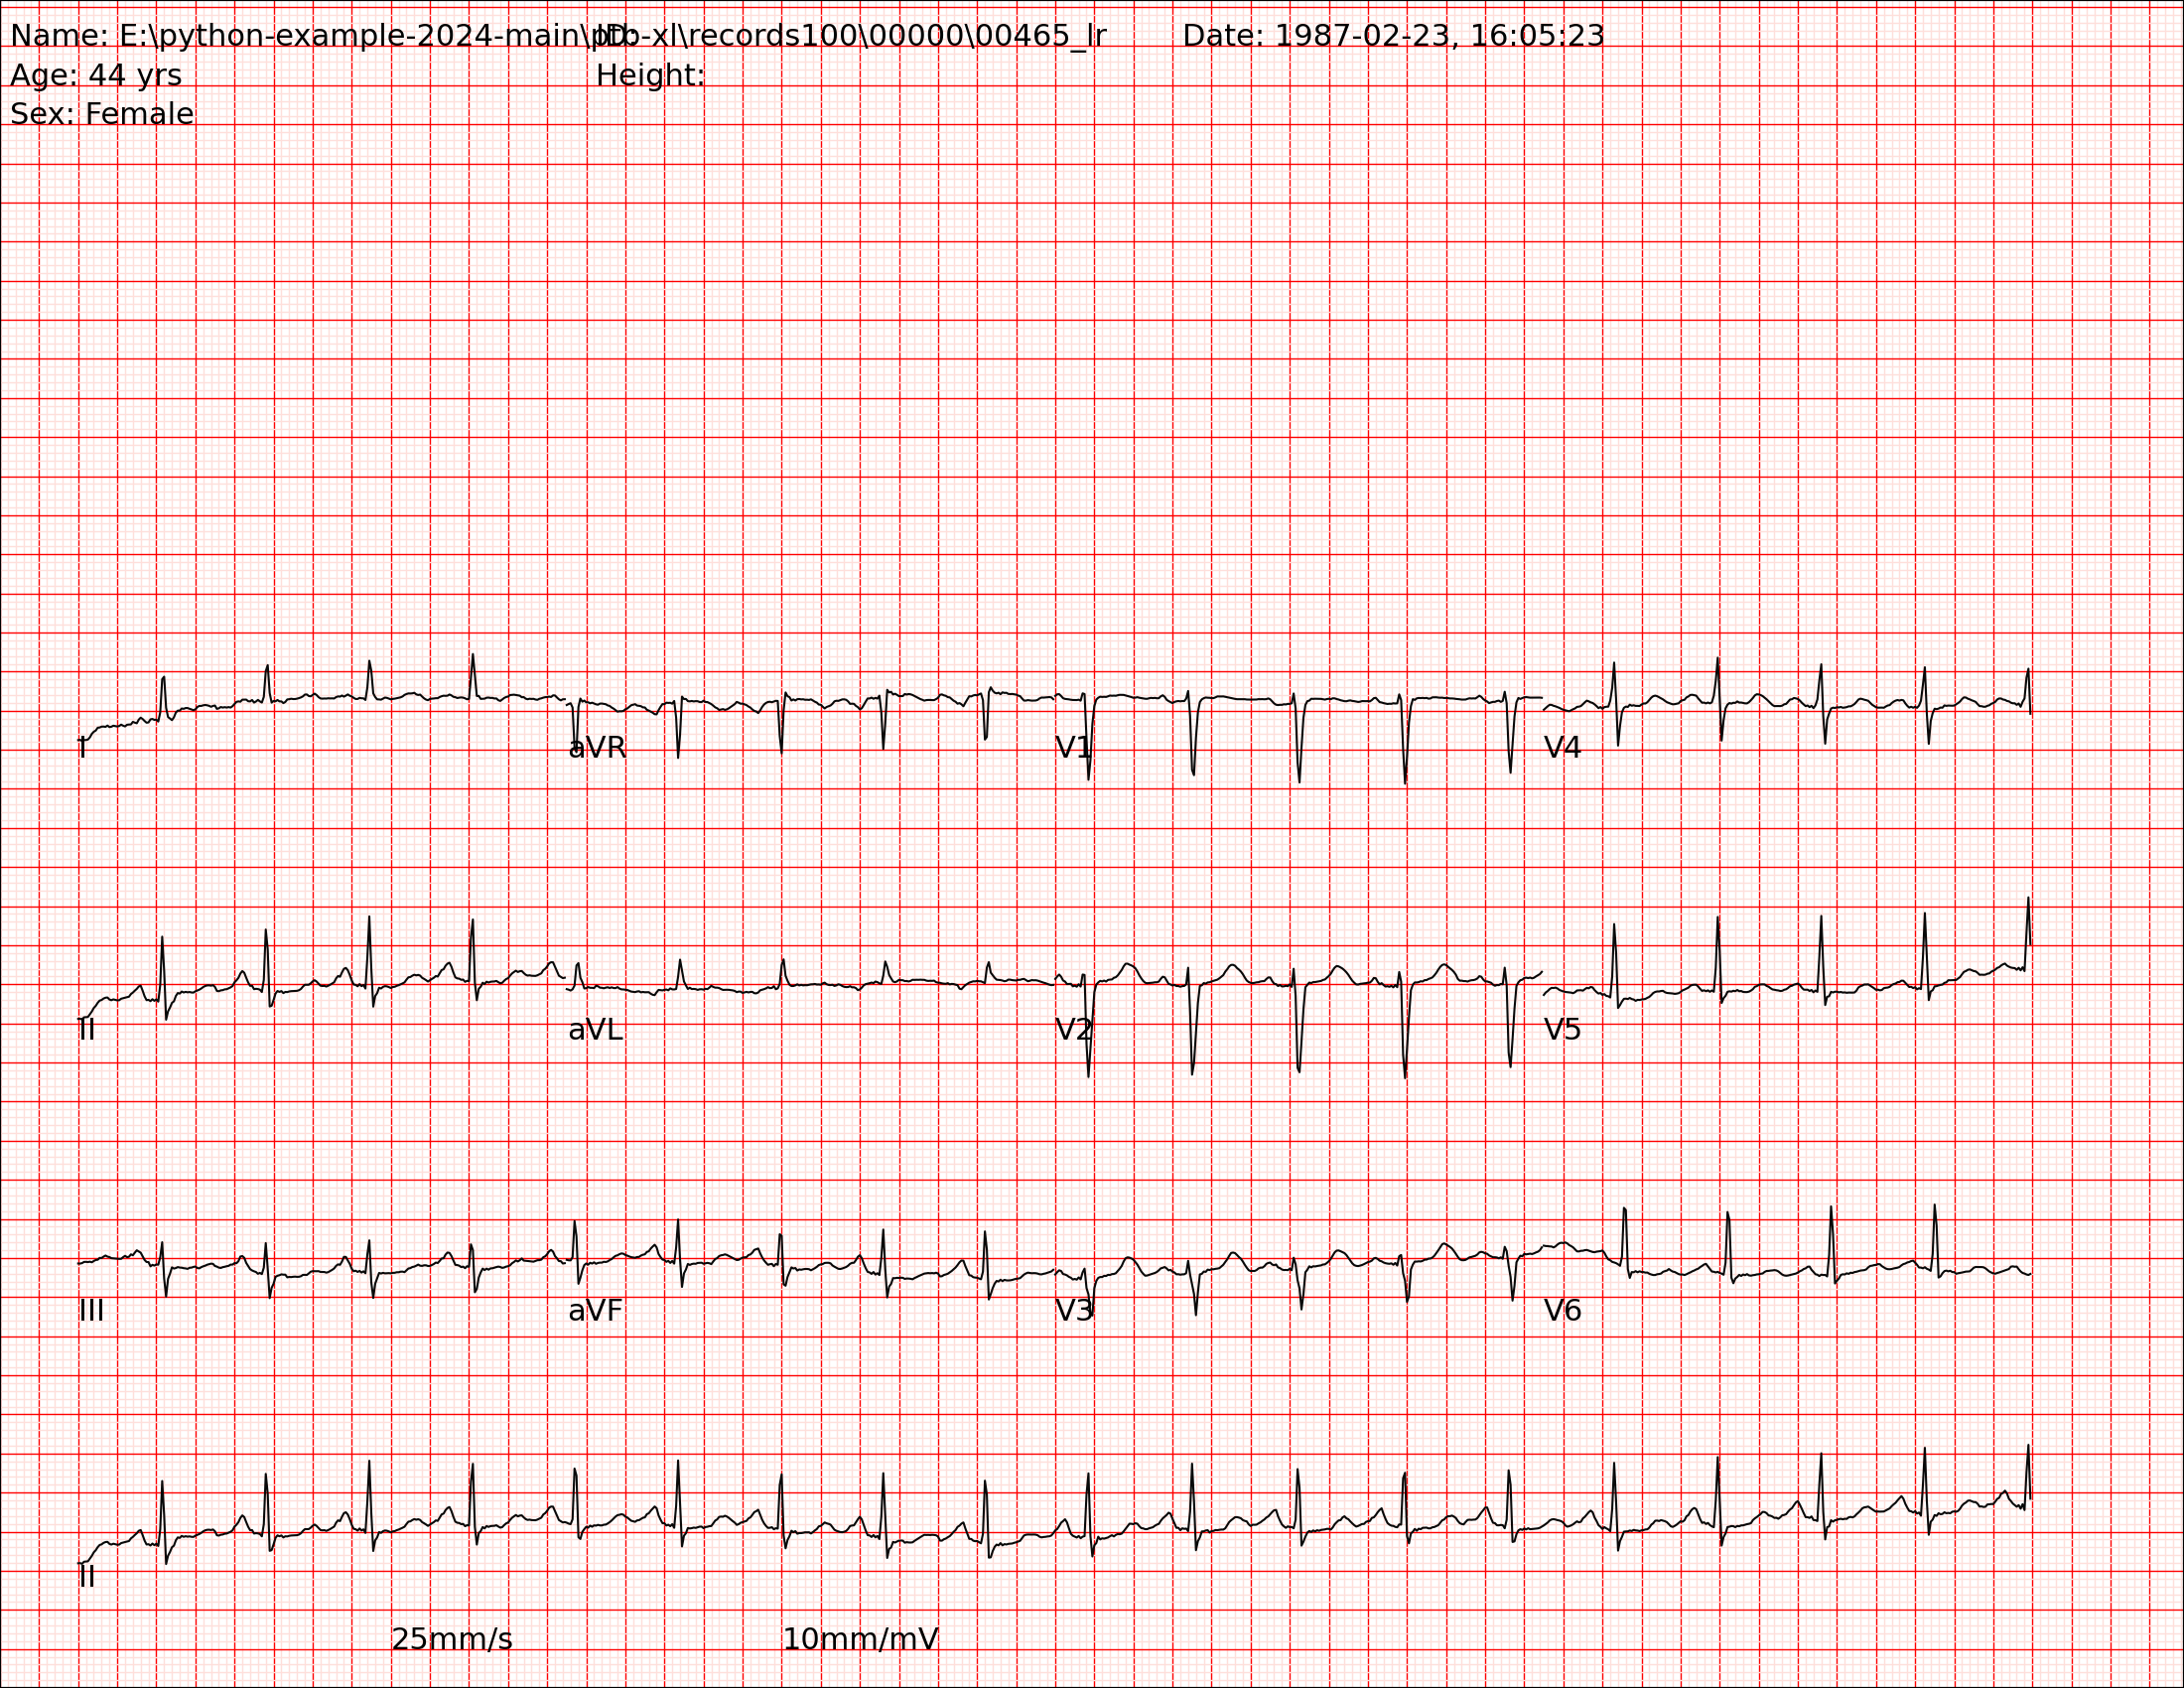 Name: E:\python-example-2024-main\ptb-xl\records100\00000\00465_lr ID: Date: 1987-02-23, 16:05:23
Age: 44 yrs Height:
Sex: Female
I aVR V1 V4
II aVL V2 V5
III aVF V3 V6
II
25mm/s 10mm/mV